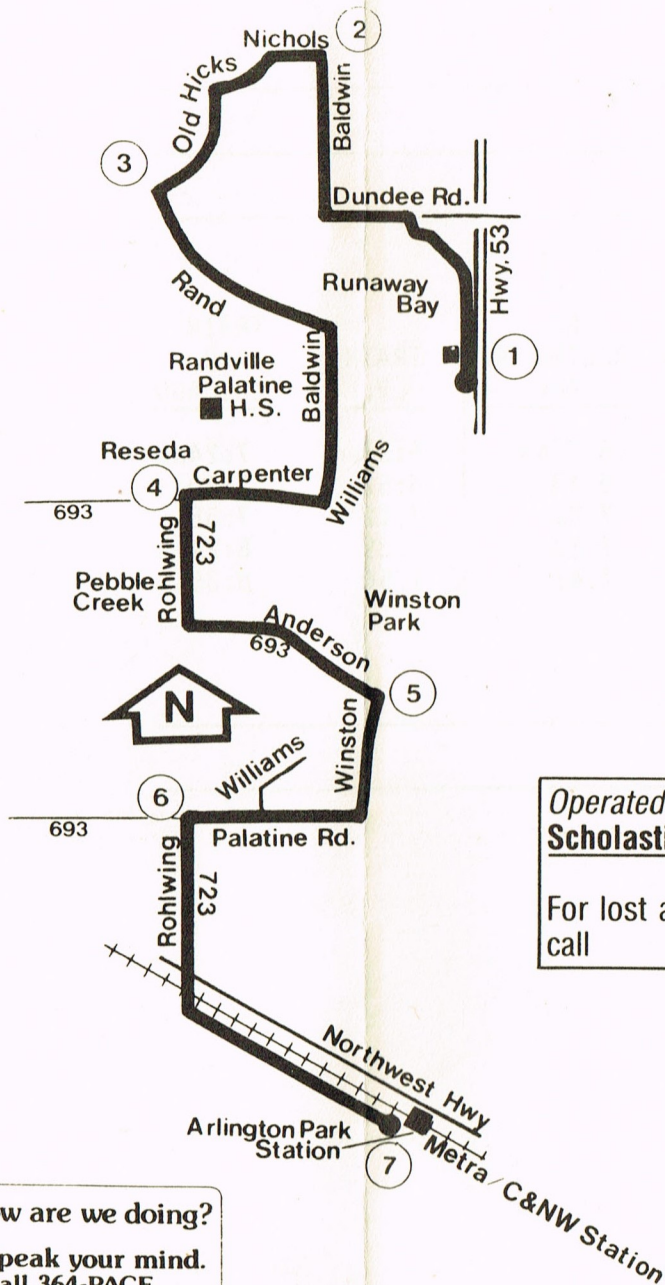 Nichols
2
Old Hicks
Baldwin
3
Dundee Rd.
Hwy. 53
Runaway
Bay
Rand
1
Randville
Palatine
H.S.
Baldwin
Reseda
4
Carpenter
Williams
693
Rohlwing
723
Pebble
Creek
Winston
Park
Anderson
693
5
N
Winston
Williams
6
693
Palatine Rd.
Rohlwing
723
Operated
Scholasti
For lost a
call
Northwest Hwy
Arlington Park
Station
7
Metra/C&NW Station
w are we doing?
peak your mind.
all 364-PACE